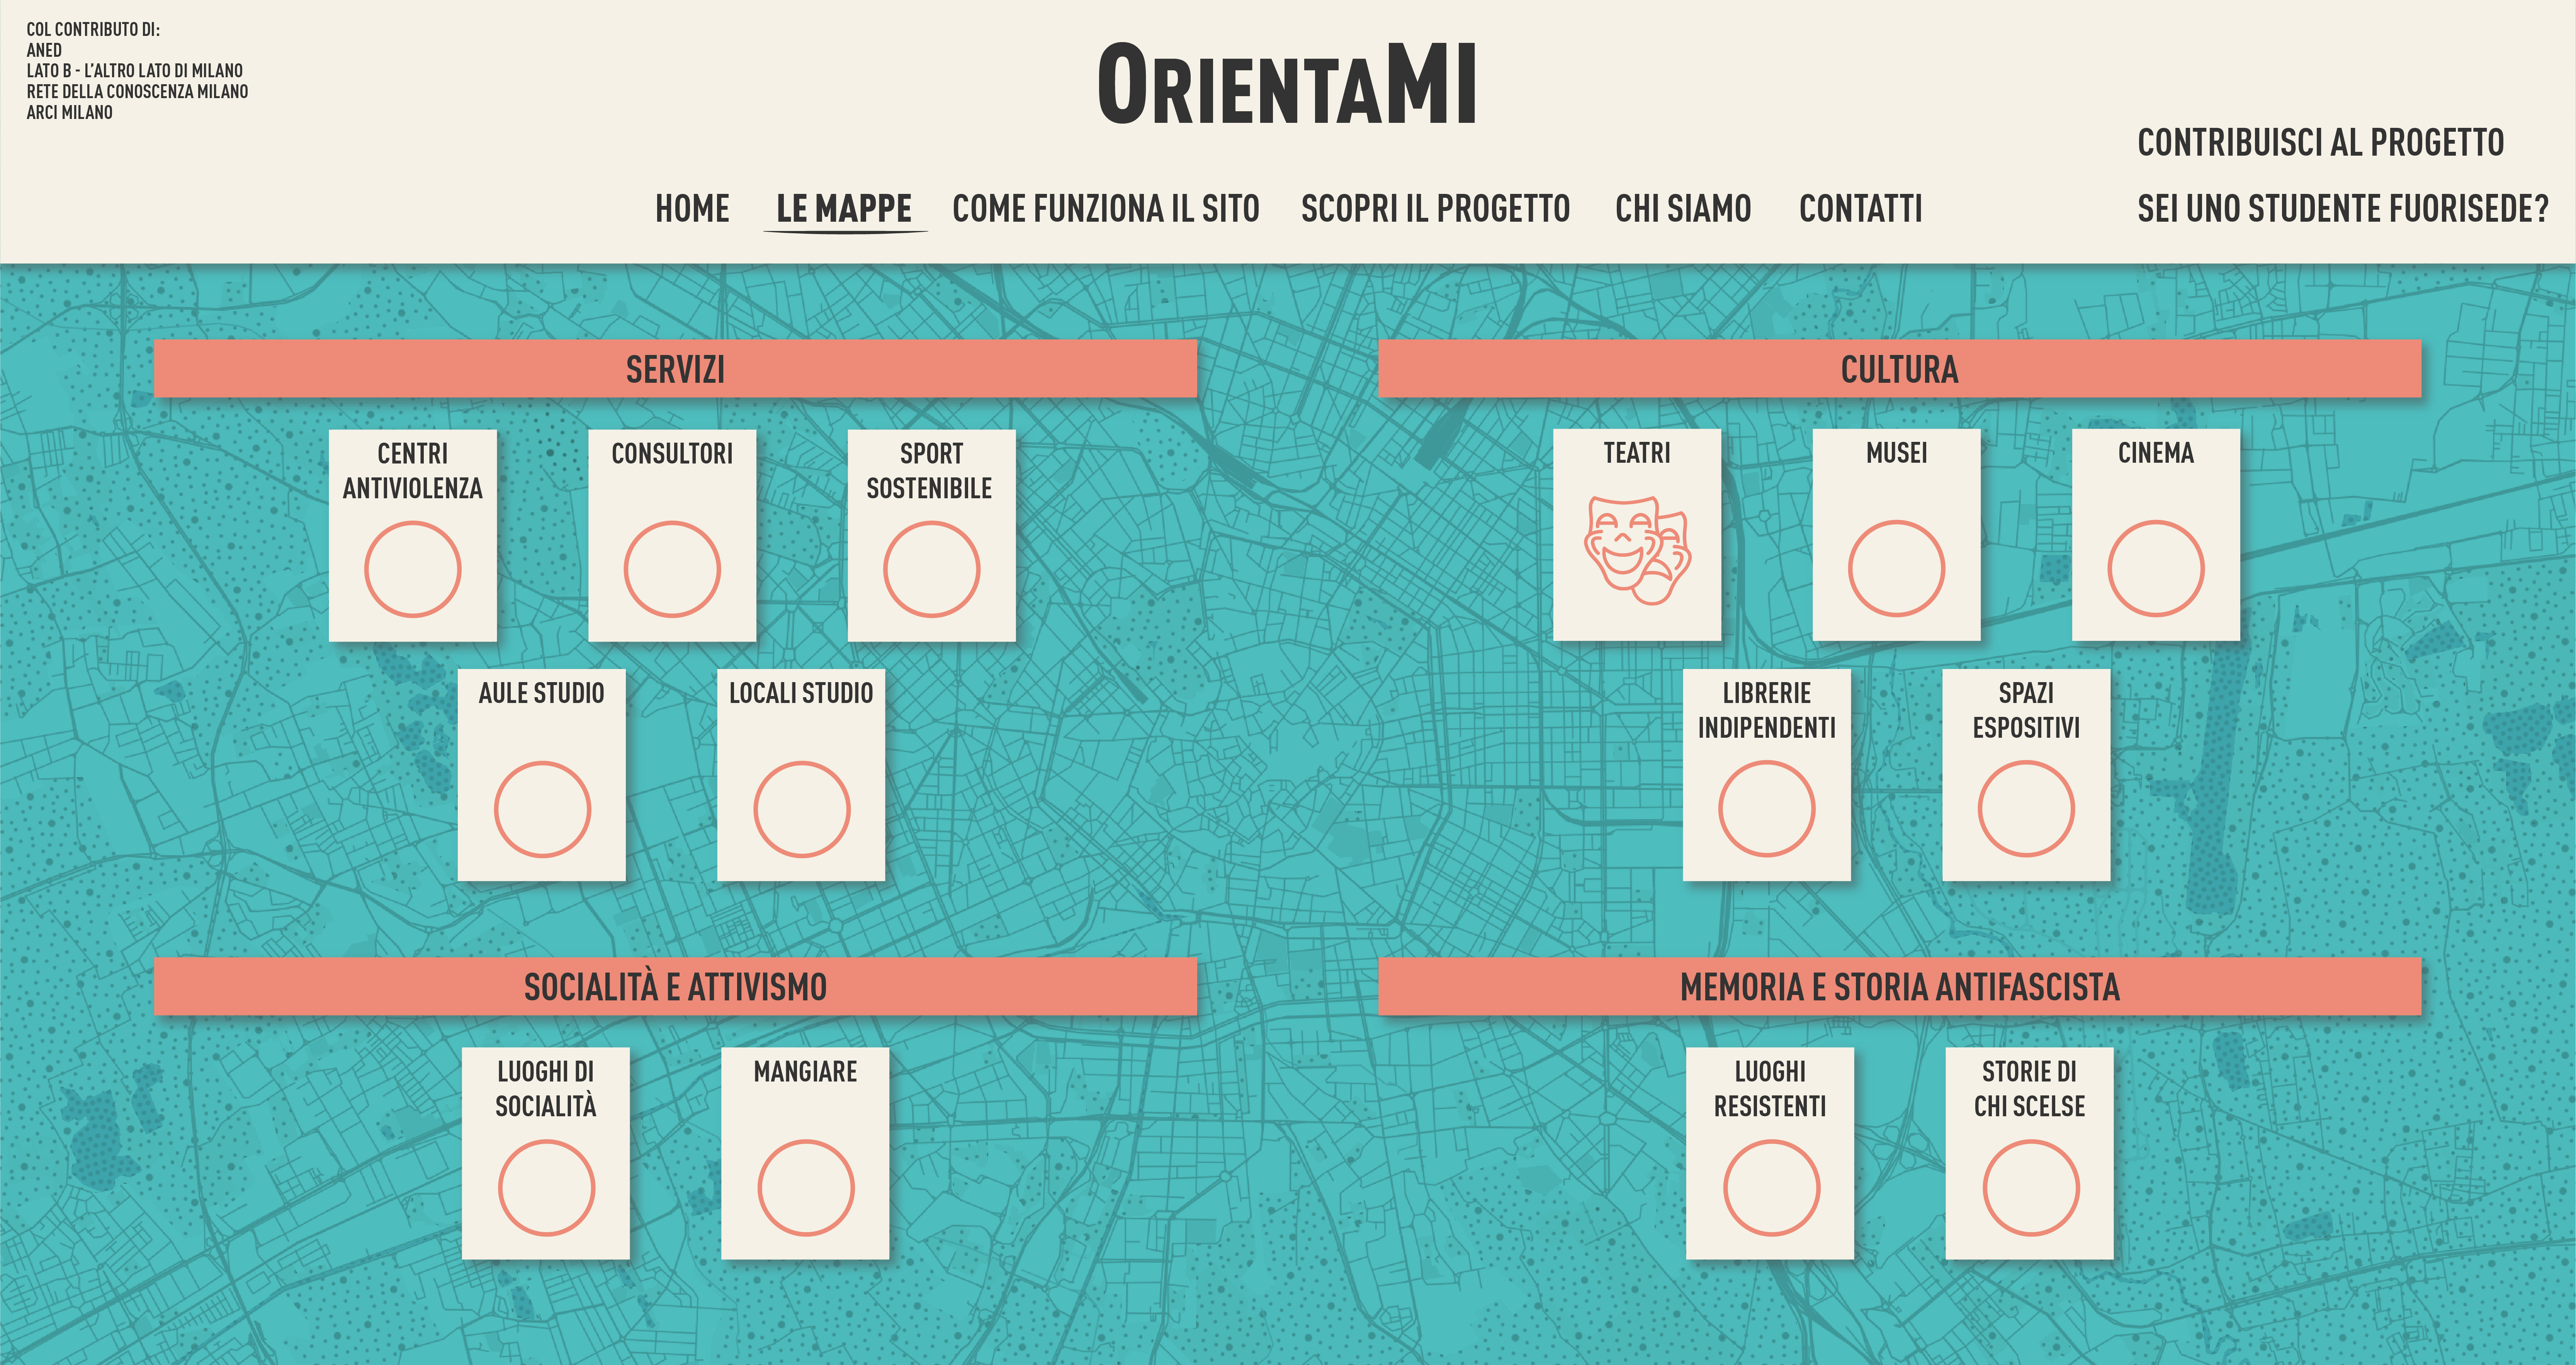 COL CONTRIBUTO DI:
ANED
LATO B - L'ALTRO LATO DI MILANO
RETE DELLA CONOSCENZA MILANO
ARCI MILANO
ORIENTAMI
CONTRIBUISCI AL PROGETTO
HOME LE MAPPE COME FUNZIONA IL SITO SCOPRI IL PROGETTO CHI SIAMO CONTATTI
SEI UNO STUDENTE FUORISEDE?
SERVIZI
CENTRI
ANTIVIOLENZA
CONSULTORI
SPORT
SOSTENIBILE
AULE STUDIO
LOCALI STUDIO
CULTURA
TEATRI
MUSEI
CINEMA
LIBRERIE
INDIPENDENTI
SPAZI
ESPOSITIVI
SOCIALITÀ E ATTIVISMO
LUOGHI DI
SOCIALITÀ
MANGIARE
MEMORIA E STORIA ANTIFASCISTA
LUOGHI
RESISTENTI
STORIE DI
CHI SCELSE